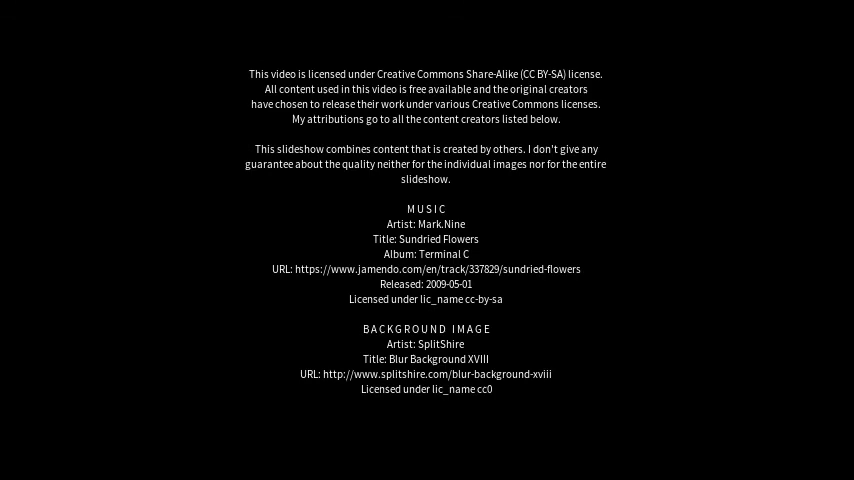 This video is licensed under Creative Commons Share-Alike (CC BY-SA) license.
All content used in this video is free available and the original creators
have chosen to release their work under various Creative Commons licenses.
My attributions go to all the content creators listed below.
This slideshow combines content that is created by others. I don't give any
guarantee about the quality neither for the individual images nor for the entire
slideshow.
MUSIC
Artist: Mark.Nine
Title: Sundried Flowers
Album: Terminal C
URL: https://www.jamendo.com/en/track/337829/sundried-flowers
Released: 2009-05-01
Licensed under lic_name cc-by-sa
BACKGROUND IMAGE
Artist: SplitShire
Title: Blur Background XVIII
URL: http://www.splitshire.com/blur-background-xviii
Licensed under lic_name cc0